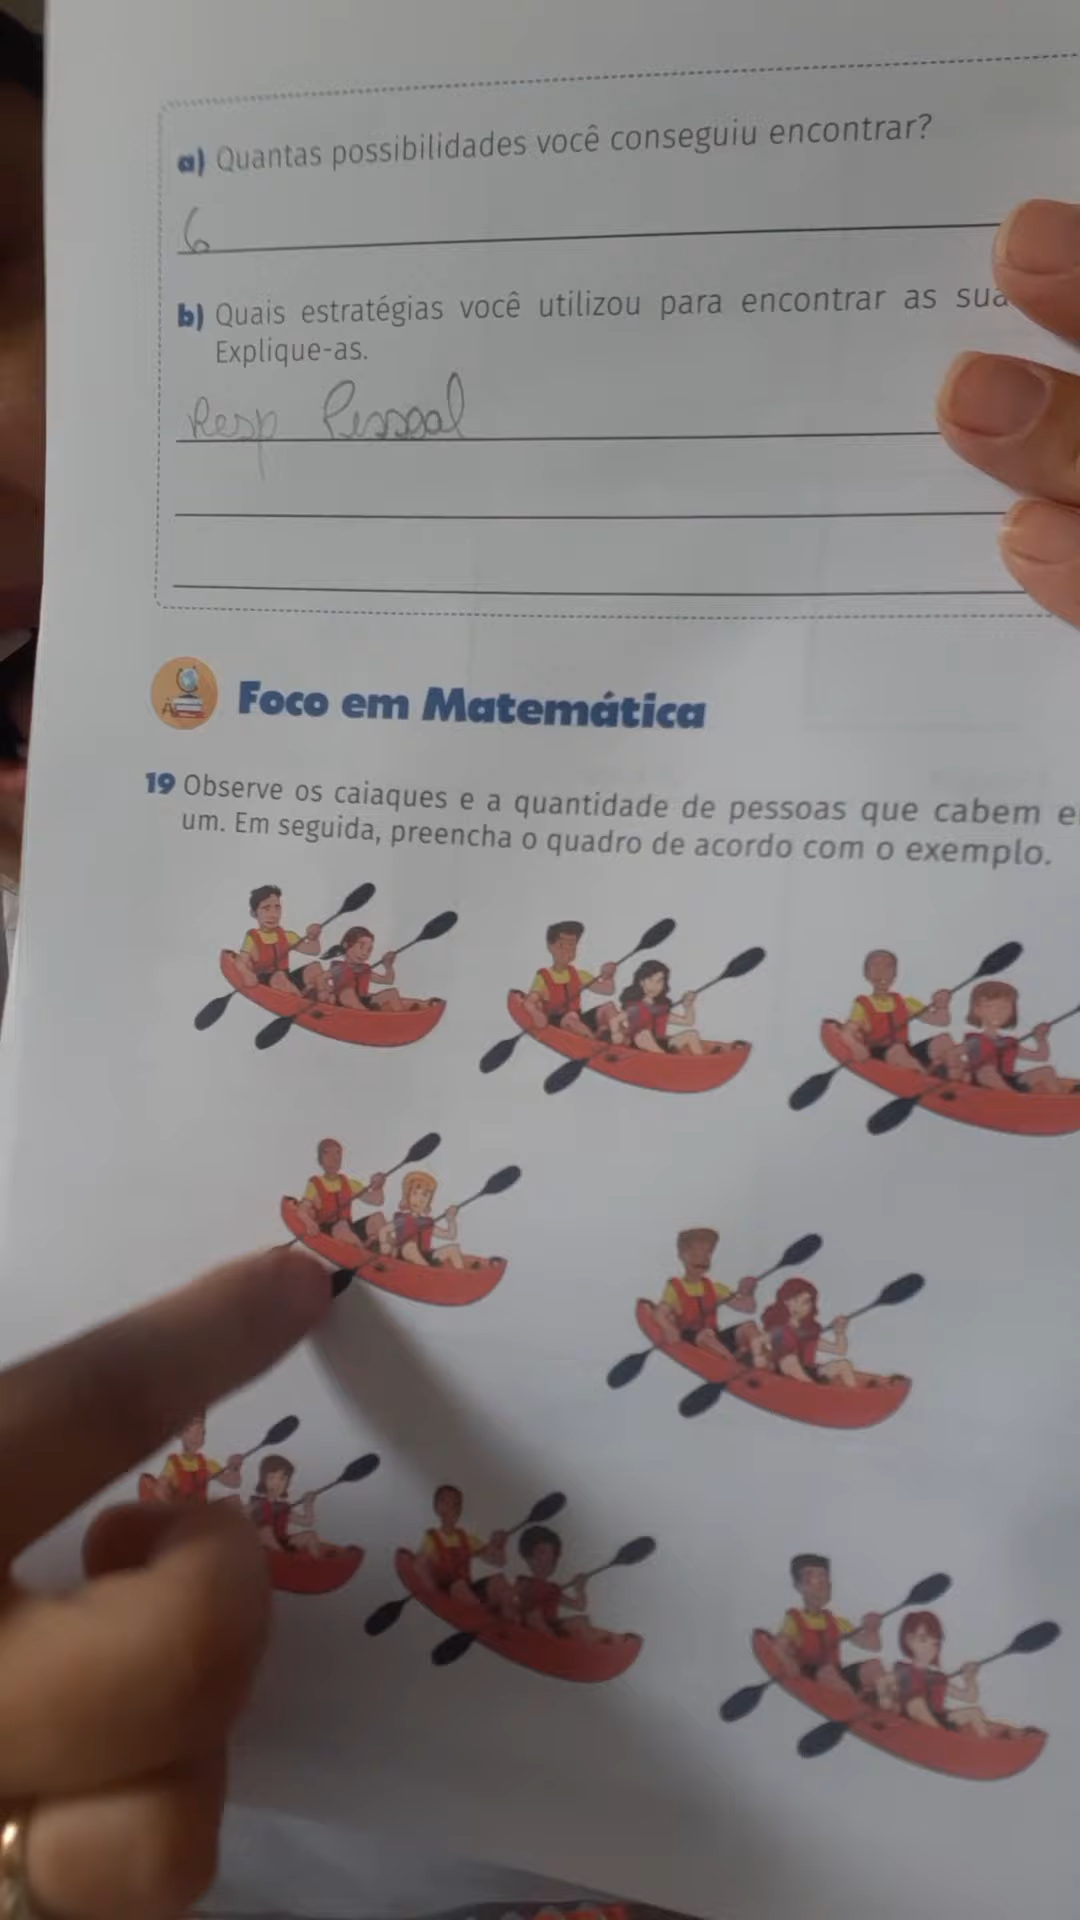 a) Quantas possibilidades você conseguiu encontrar?
6
b) Quais estratégias você utilizou para encontrar as
Explique-as.
Resp Pessoal
Foco em Matemática
19 Observe os caiaques e a quantidade de pessoas que cabem
um. Em seguida, preencha o quadro de acordo com o exemplo.